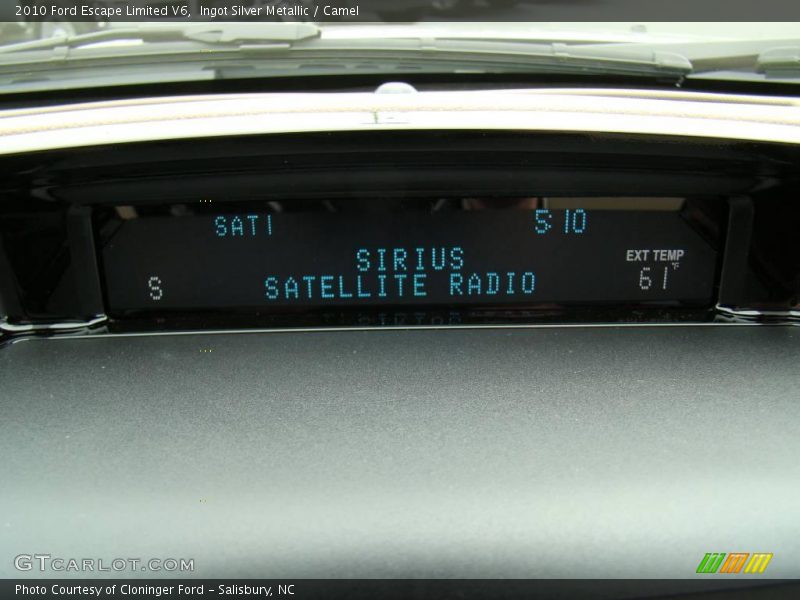 2010 Ford Escape Limited V6, Ingot Silver Metallic / Camel
SAT1 5:10
SIRIUS
EXT TEMP
S SATELLITE RADIO 61°F
GTCARLOT.COM
Photo Courtesy of Cloninger Ford – Salisbury, NC